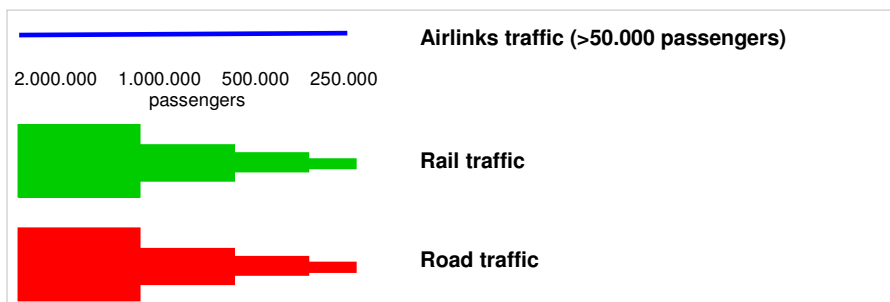 Airlinks traffic (>50.000 passengers)
2.000.000 1.000.000 500.000 250.000
passengers
Rail traffic
Road traffic